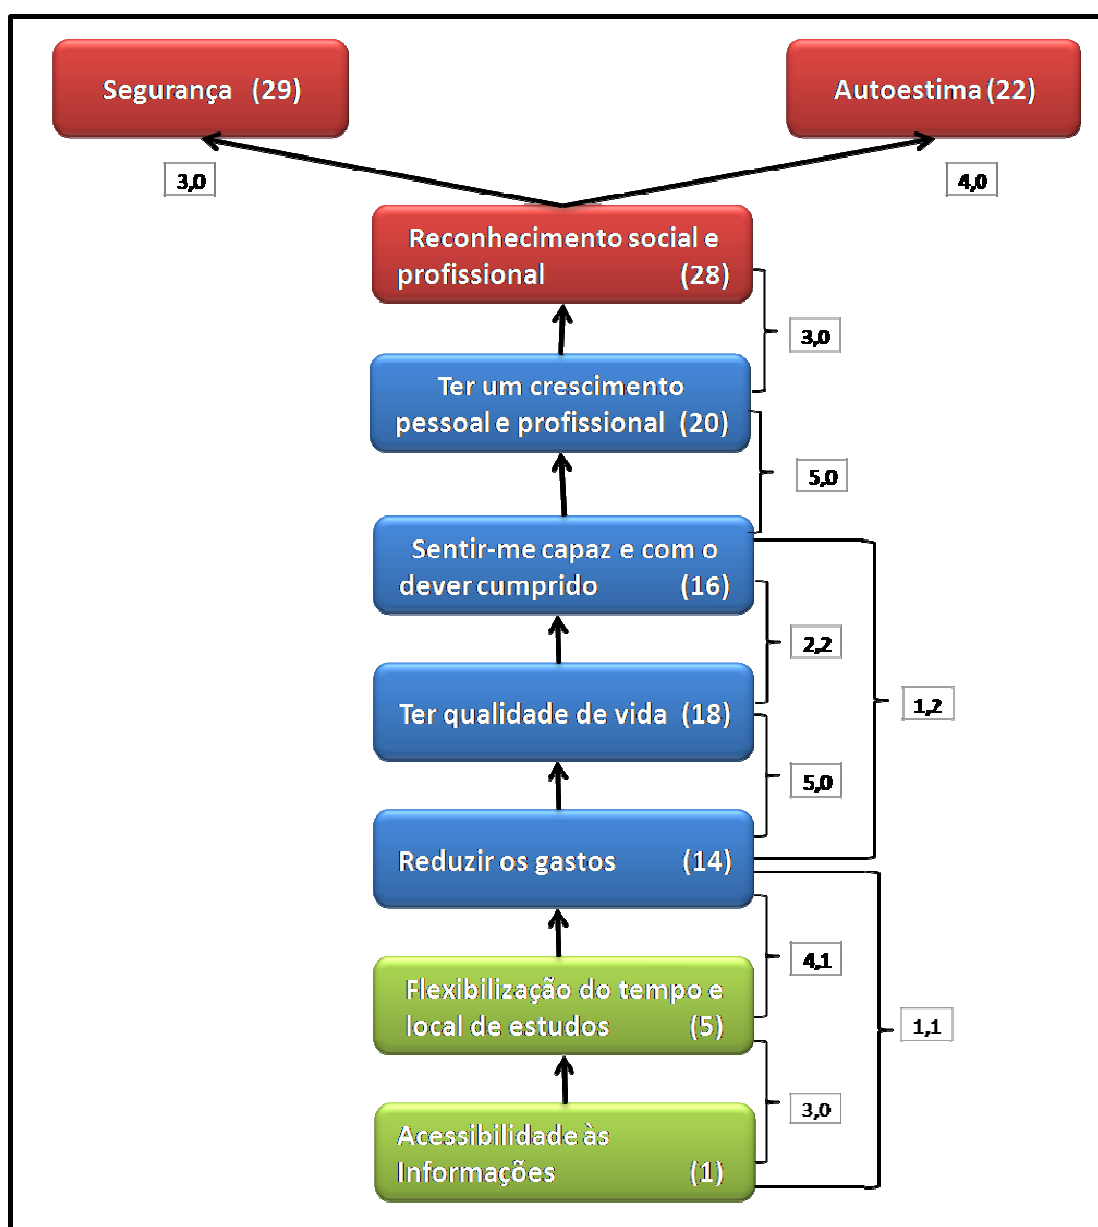 Segurança (29)
Autoestima (22)
3,0
4,0
Reconhecimento social e
profissional (28)
3,0
Ter um crescimento
pessoal e profissional (20)
5,0
Sentir-me capaz e com o
dever cumprido (16)
2,2
1,2
Ter qualidade de vida (18)
5,0
Reduzir os gastos (14)
4,1
Flexibilização do tempo e
local de estudos (5)
1,1
3,0
Acessibilidade às
Informações (1)